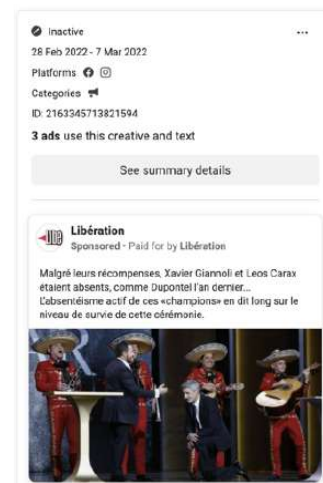 Inactive
28 Feb 2022 - 7 Mar 2022
Platforms
Categories
ID: 2163345713821594
3 ads use this creative and text
See summary details
Libération
Sponsored · Paid for by Libération
Malgré leurs récompenses, Xavier Giannoli et Leos Carax
étaient absents, comme Dupontel l'an dernier...
L'absentéisme actif de ces «champions» en dit long sur le
niveau de survie de cette cérémonie.